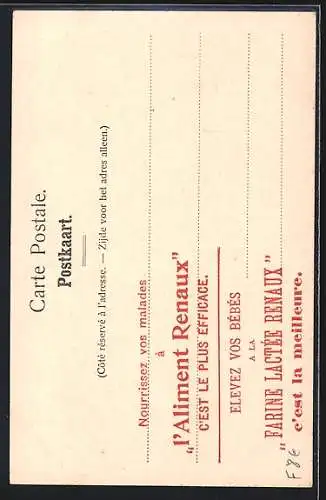 Carte Postale.
Postkaart.
(Côté réservé à l'adresse. — Zijde voor het adres alleen.)
Nourrissez vos malades
à
"l'Aliment Renaux"
C'EST LE PLUS EFFICACE.
ELEVEZ VOS BÉBÉS
A LA
"FARINE LACTÉE RENAUX"
c'est la meilleure.